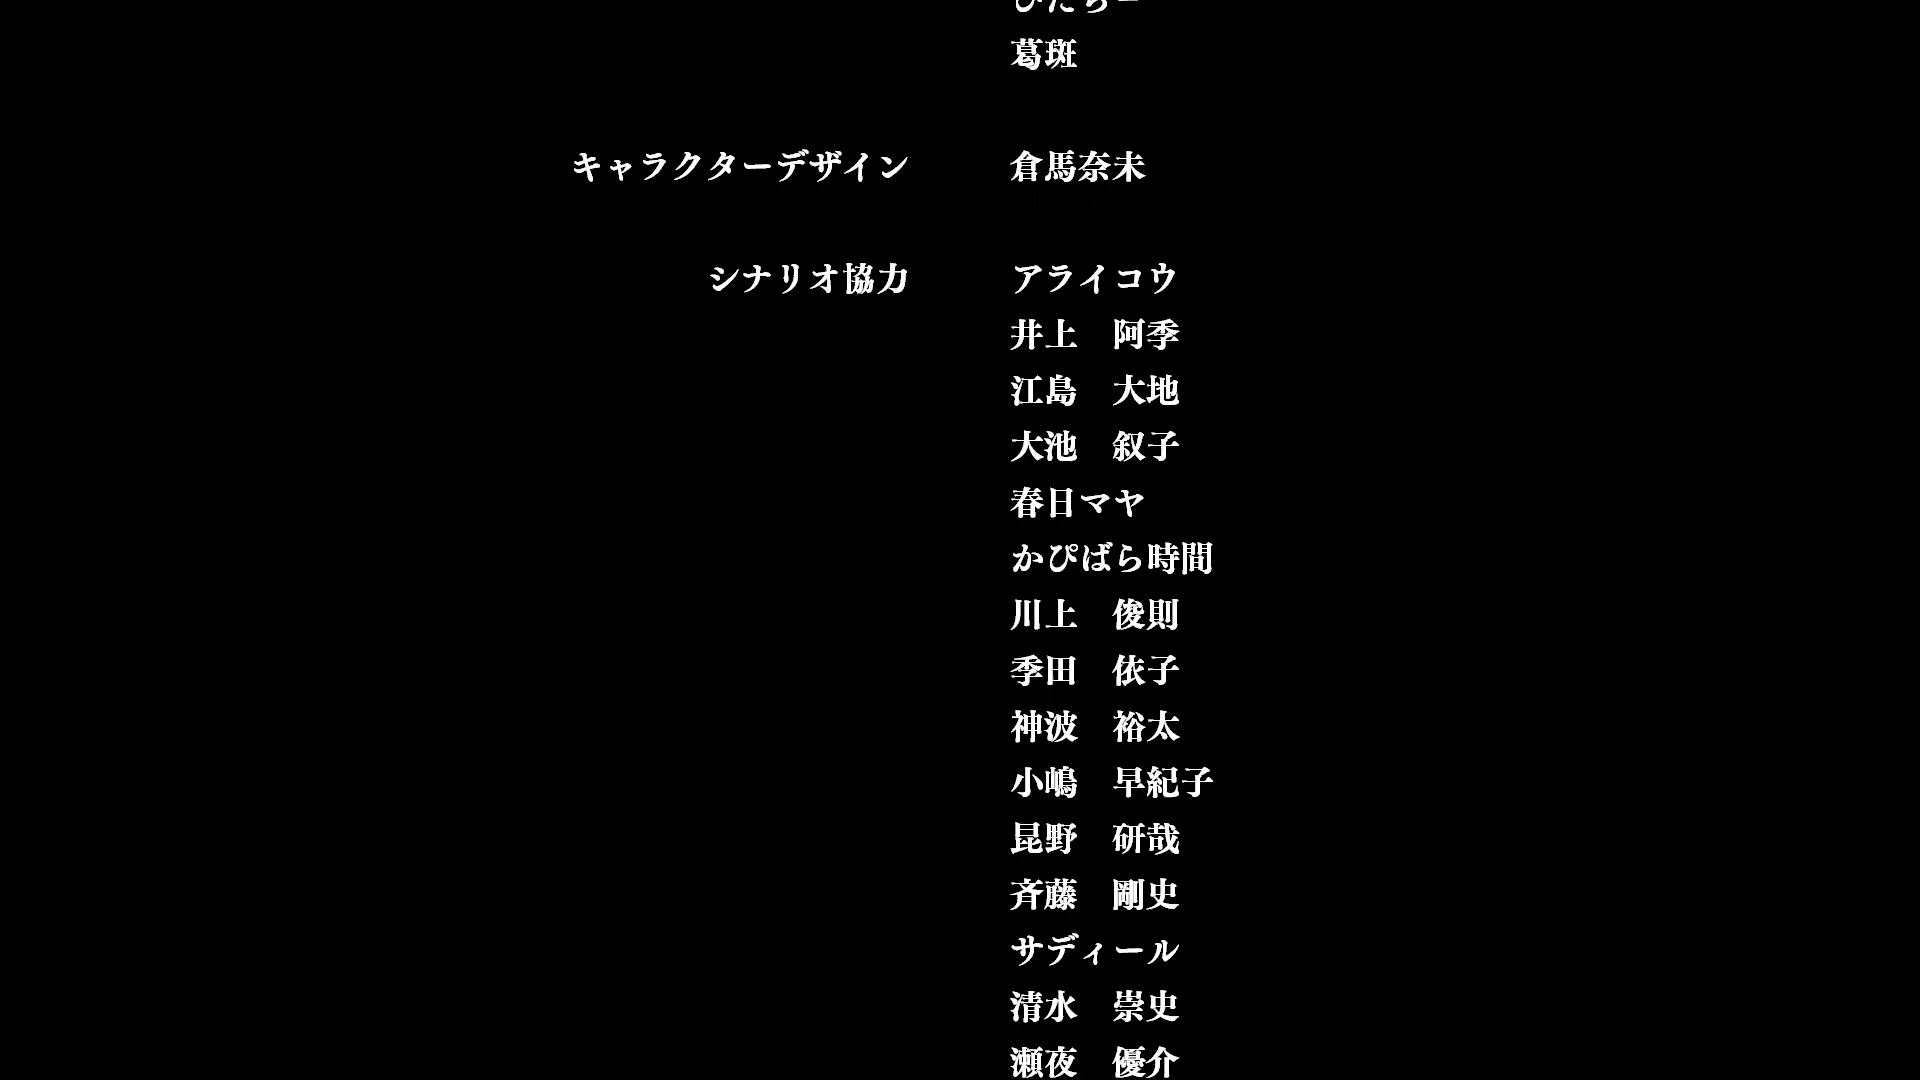 葛斑
キャラクターデザイン　倉馬奈未
シナリオ協力　アライコウ
井上　阿季
江島　大地
大池　叙子
春日マヤ
かぴばら時間
川上　俊則
季田　依子
神波　裕太
小嶋　早紀子
昆野　研哉
斉藤　剛史
サディール
清水　崇史
瀬夜　優介